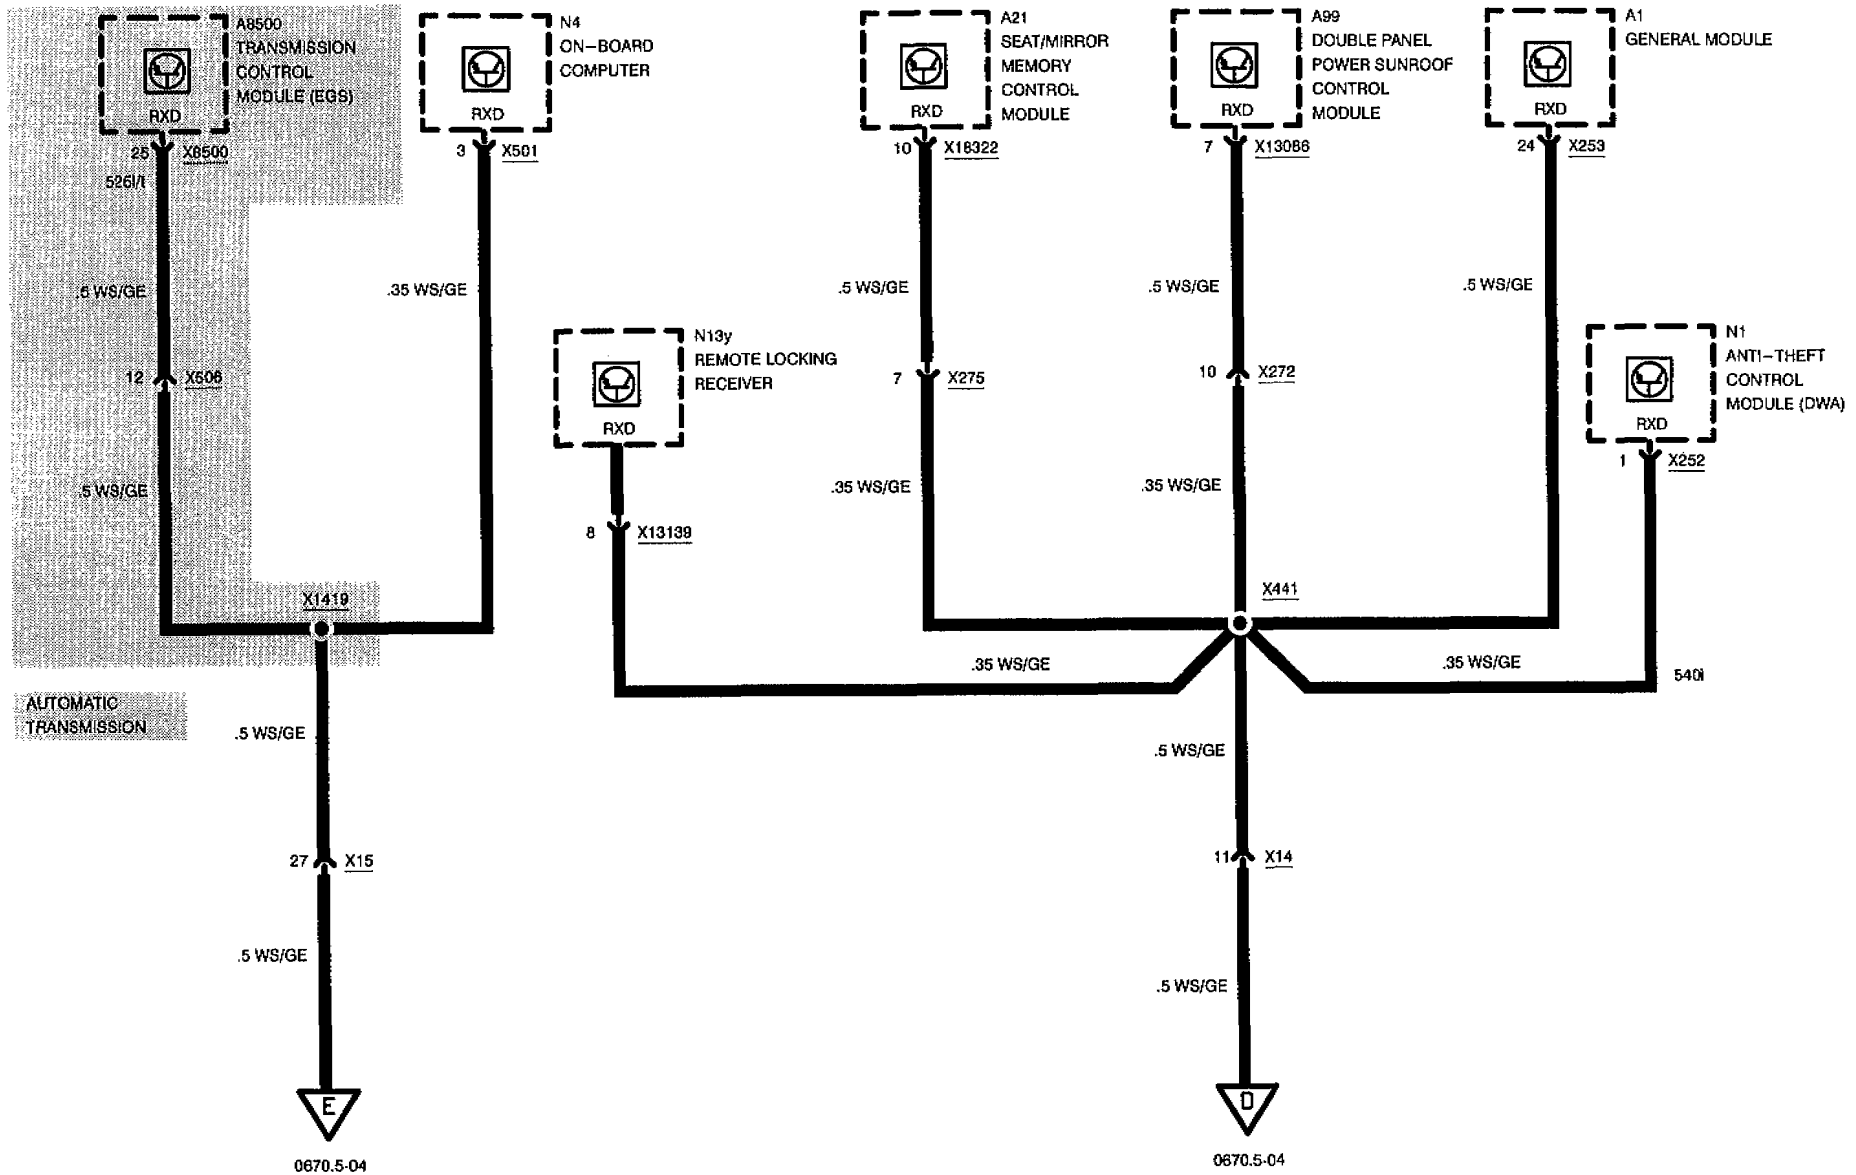 A8500
TRANSMISSION
CONTROL
MODULE (EGS)
RXD
25 X8500
N4
ON-BOARD
COMPUTER
RXD
3 X501
A21
SEAT/MIRROR
MEMORY
CONTROL
MODULE
RXD
10 X18322
A99
DOUBLE PANEL
POWER SUNROOF
CONTROL
MODULE
RXD
7 X13086
A1
GENERAL MODULE
RXD
24 X253
.5 WS/GE
.35 WS/GE
.5 WS/GE
.5 WS/GE
.5 WS/GE
N13y
REMOTE LOCKING
RECEIVER
RXD
8 X13139
N1
ANTI-THEFT
CONTROL
MODULE (DWA)
RXD
1 X252
12 X506
7 X275
10 X272
.5 WS/GE
.35 WS/GE
.35 WS/GE
X1419
X441
.35 WS/GE
.35 WS/GE
540i
AUTOMATIC
TRANSMISSION
.5 WS/GE
.5 WS/GE
27 X15
11 X14
.5 WS/GE
.5 WS/GE
E
D
0670.5-04
0670.5-04